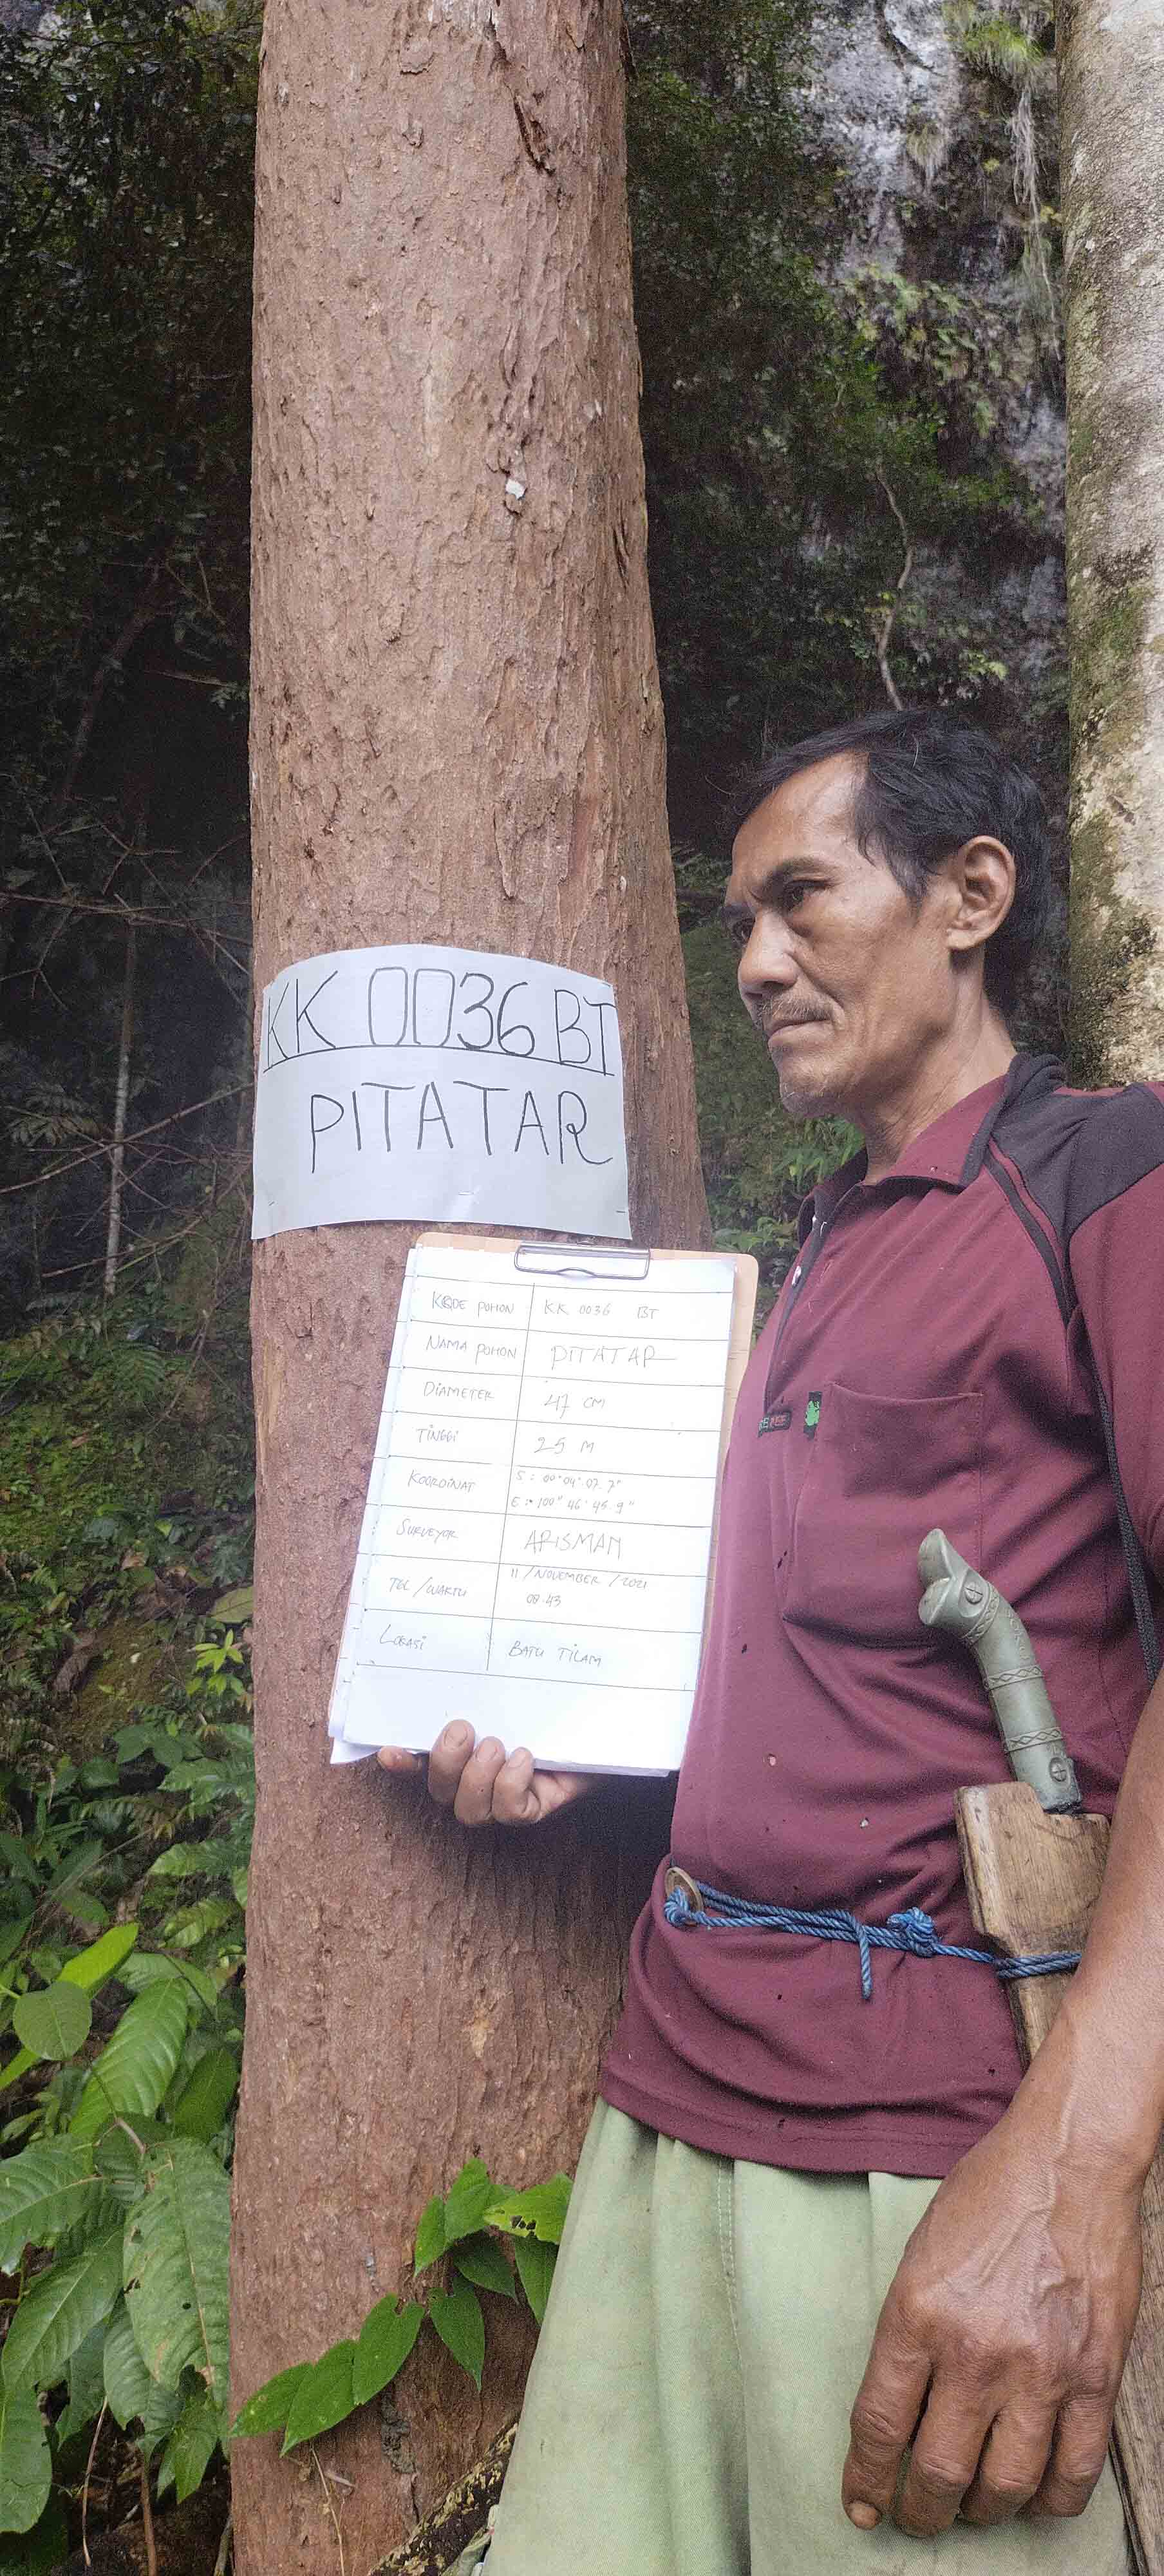 KK 0036 BT
PITATAR
KODE POHON : KK 0036 BT
NAMA POHON PITATAR
DIAMETER 47 CM
TINGGI 25 M
KOORDINAT S : 00° 04' 07.7"
E : 100° 46' 45.9"
SURVEYOR ARISMAN
TGL / WAKTU 11 / NOVEMBER / 2021
08.43
LOKASI BATU TILAM